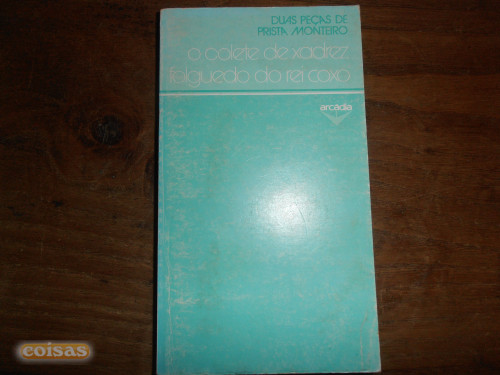 DUAS PEÇAS DE
PRISTA MONTEIRO
o colete de xadrez
folguedo do rei coxo
arcádia
coisas